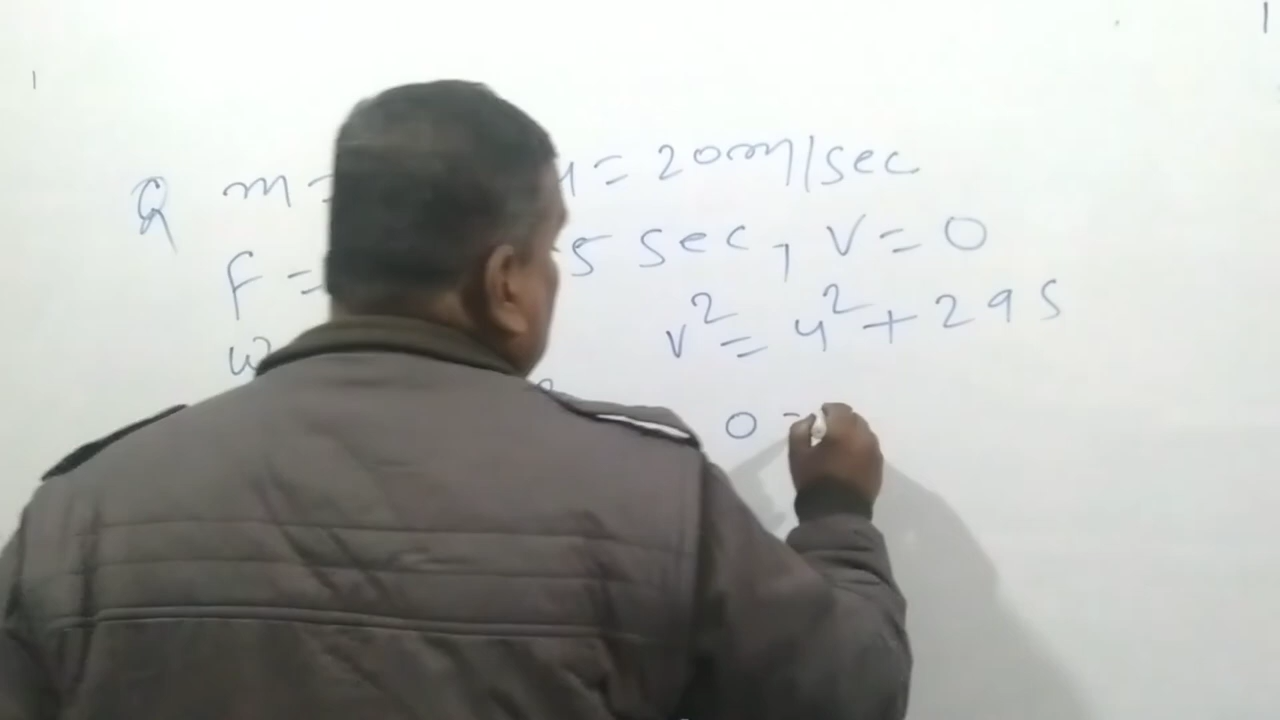 Q m = u = 20m/sec
F = 5 sec, v = 0
W v² = u² + 2as
0 =